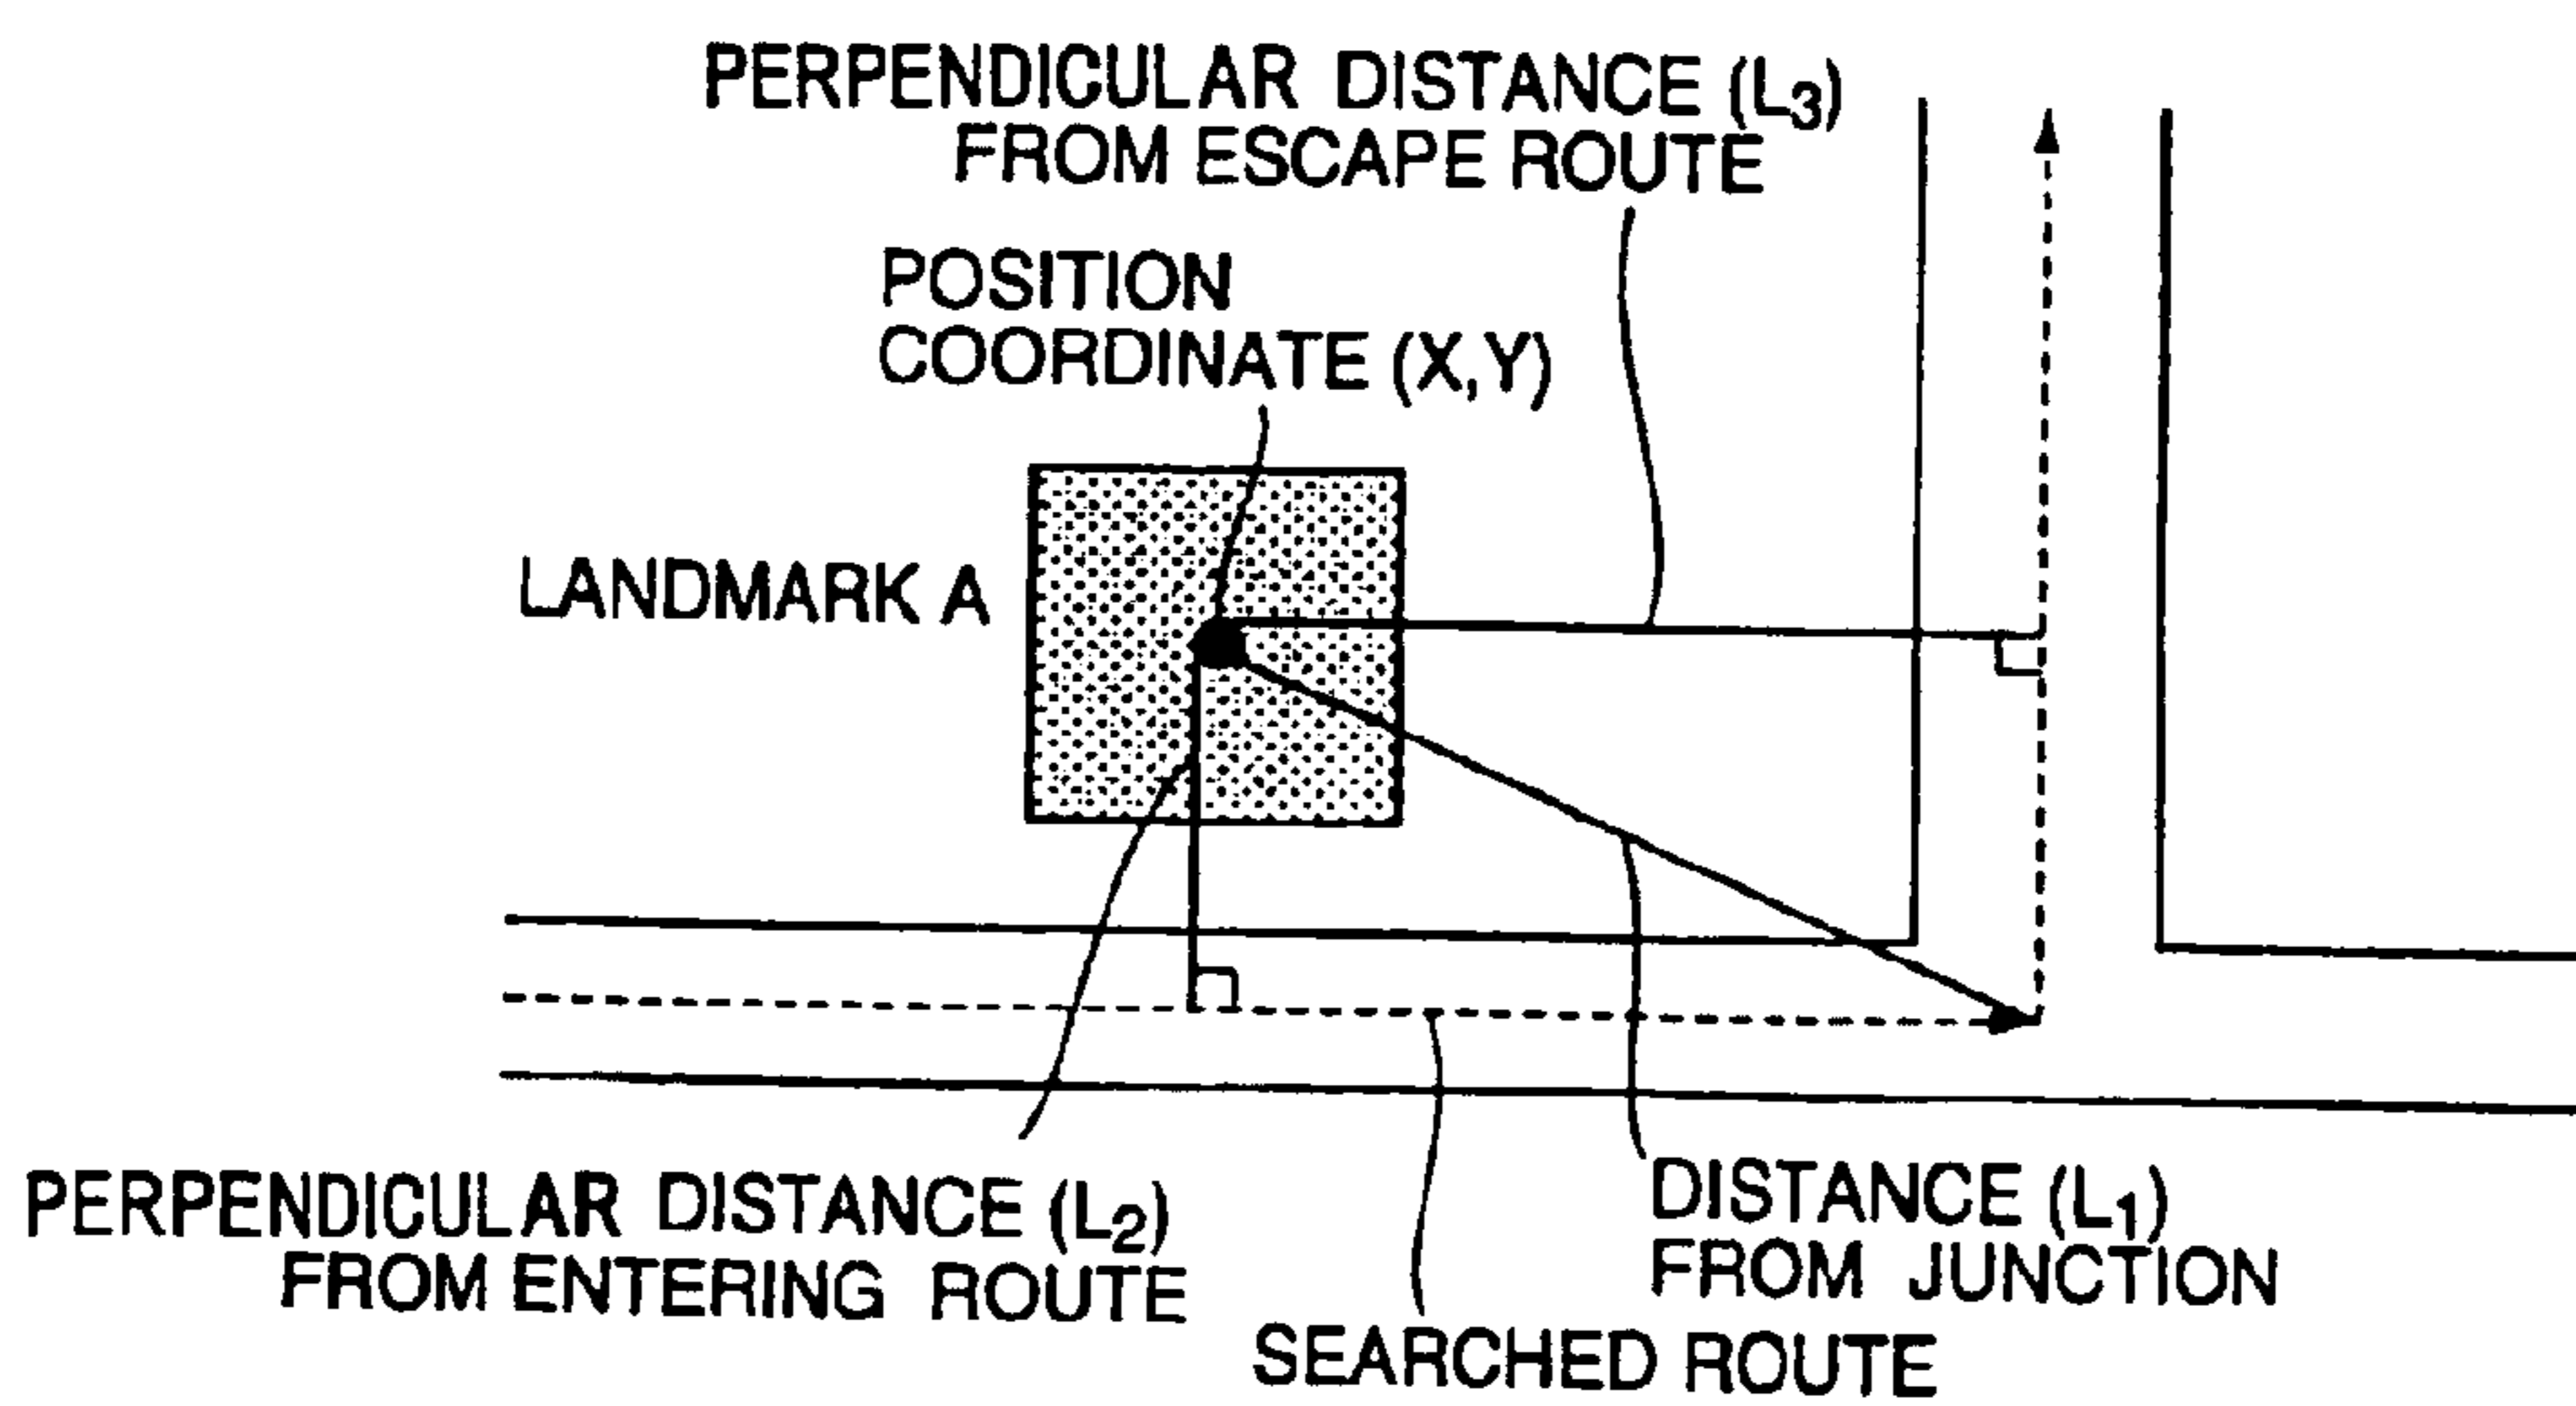 PERPENDICULAR DISTANCE (L3)
FROM ESCAPE ROUTE
POSITION
COORDINATE (X,Y)
LANDMARK A
PERPENDICULAR DISTANCE (L2)
FROM ENTERING ROUTE
DISTANCE (L1)
FROM JUNCTION
SEARCHED ROUTE